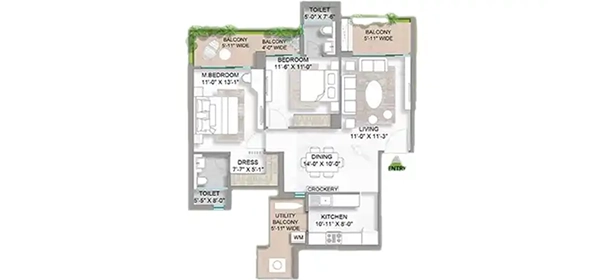 TOILET
5'-0" X 7'-6"
BALCONY
5'-11" WIDE
BALCONY
4'-0" WIDE
BALCONY
5'-11" WIDE
BEDROOM
11'-6" X 11'-0"
M.BEDROOM
11'-0" X 13'-1"
LIVING
11'-0" X 11'-3"
DINING
14'-0" X 10'-0"
DRESS
7'-7" X 5'-1"
ENTRY
TOILET
5'-5" X 8'-0"
CROCKERY
UTILITY
BALCONY
5'-11" WIDE
KITCHEN
10'-11" X 8'-0"
WM